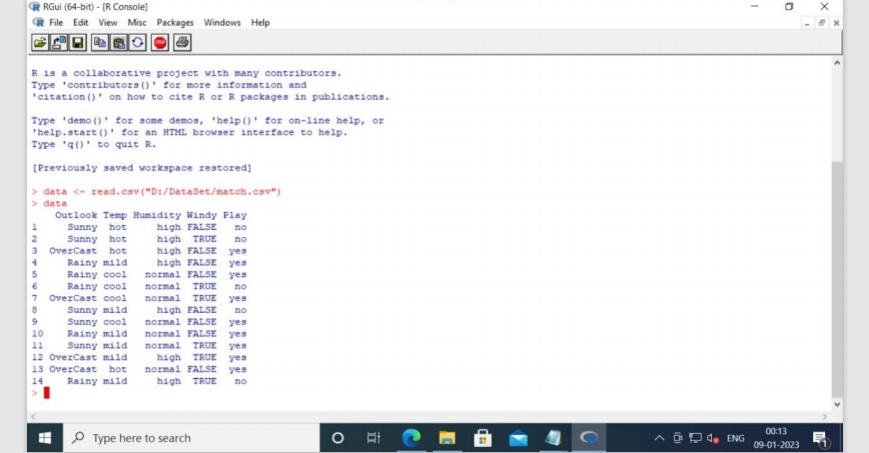 RGui (64-bit) - [R Console]
File Edit View Misc Packages Windows Help
STOP
R is a collaborative project with many contributors.
Type 'contributors()' for more information and
'citation()' on how to cite R or R packages in publications.
Type 'demo()' for some demos, 'help()' for on-line help, or
'help.start()' for an HTML browser interface to help.
Type 'q()' to quit R.
[Previously saved workspace restored]
> data <- read.csv("D:/DataSet/match.csv")
> data
Outlook Temp Humidity Windy Play
1 Sunny hot high FALSE no
2 Sunny hot high TRUE no
3 OverCast hot high FALSE yes
4 Rainy mild high FALSE yes
5 Rainy cool normal FALSE yes
6 Rainy cool normal TRUE no
7 OverCast cool normal TRUE yes
8 Sunny mild high FALSE no
9 Sunny cool normal FALSE yes
10 Rainy mild normal FALSE yes
11 Sunny mild normal TRUE yes
12 OverCast mild high TRUE yes
13 OverCast hot normal FALSE yes
14 Rainy mild high TRUE no
>
Type here to search
ENG
00:13
09-01-2023
1